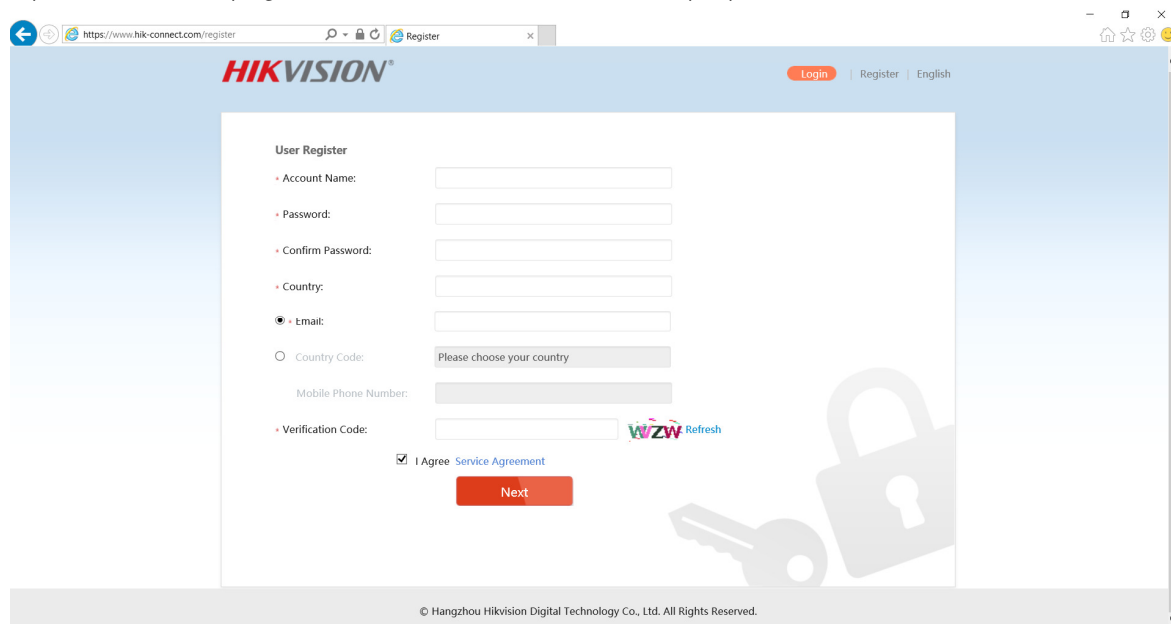 https://www.hik-connect.com/register
Register
HIKVISION®
Login | Register | English
User Register
* Account Name:
* Password:
* Confirm Password:
* Country:
* Email:
Country Code: Please choose your country
Mobile Phone Number:
* Verification Code: WZW Refresh
I Agree Service Agreement
Next
© Hangzhou Hikvision Digital Technology Co., Ltd. All Rights Reserved.